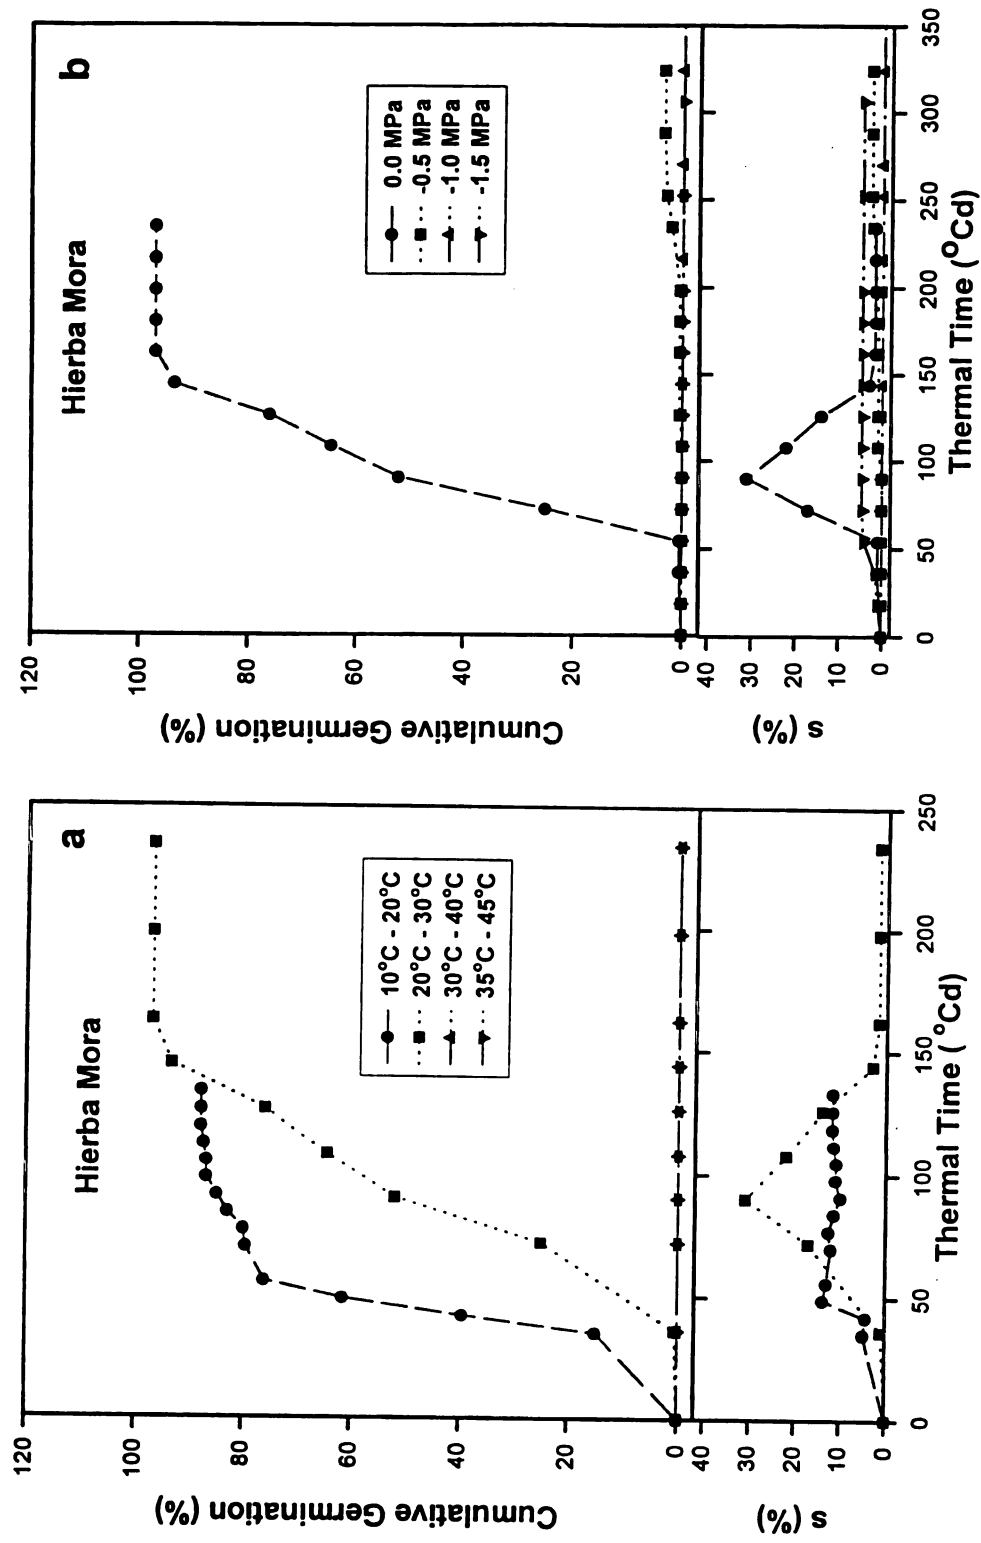 Hierba Mora
a
Cumulative Germination (%)
120
100
80
60
40
20
0
10°C - 20°C
20°C - 30°C
30°C - 40°C
35°C - 45°C
s (%)
40
30
20
10
0
0
50
100
150
200
250
Thermal Time ( °Cd)
Hierba Mora
b
Cumulative Germination (%)
120
100
80
60
40
20
0
0.0 MPa
-0.5 MPa
-1.0 MPa
-1.5 MPa
s (%)
40
30
20
10
0
0
50
100
150
200
250
300
350
Thermal Time (°Cd)